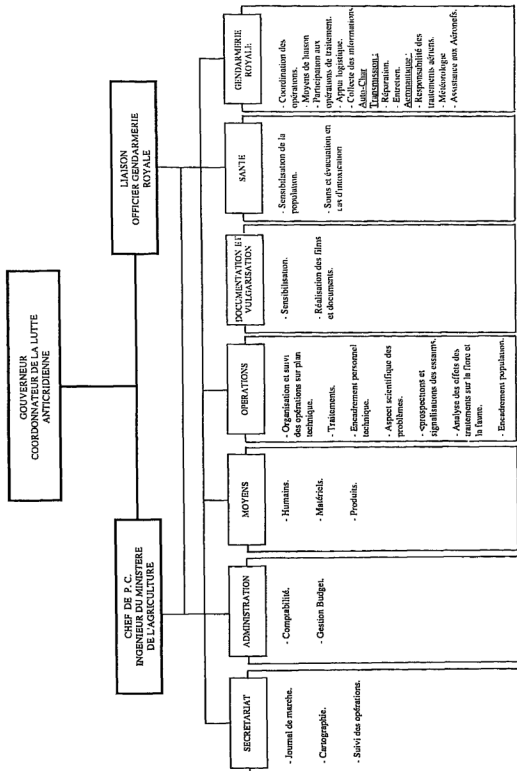 GOUVERNEUR
COORDONNATEUR DE LA LUTTE
ANTICRIDIENNE
CHEF DE P.C.
INGENIEUR DU MINISTERE
DE L'AGRICULTURE
LIAISON
OFFICIER GENDARMERIE
ROYALE
SECRETARIAT
- Journal de marche.
- Cartographie.
- Suivi des opérations.
ADMINISTRATION
- Comptabilité.
- Gestion Budget.
MOYENS
- Humains.
- Matériels.
- Produits.
OPERATIONS
- Organisation et suivi
des opérations sur plan
technique.
- Traitements.
- Encadrement personnel
technique.
- Aspect scientifique des
problèmes.
- <prospections et
signalisations des essaims.
- Analyse des effets des
traitements sur la flore et
la faune.
- Encadrement population.
DOCUMENTATION ET
VULGARISATION
- Sensibilisation.
- Réalisation des films
et documents.
SANTE
- Sensibilisation de la
population.
- Soins et évacuation en
cas d'intoxication
GENDARMERIE
ROYALE:
- Coordination des
opérations.
- Moyens de liaison
- Participation aux
opérations de traitement.
- Appui logistique.
- Collecte des informations
Auto-Char
Transmission :
- Réparation.
- Entretien.
Aeronautique :
- Responsabilité des
traitements aériens.
- Météorologie
- Assistance aux Aéronefs.